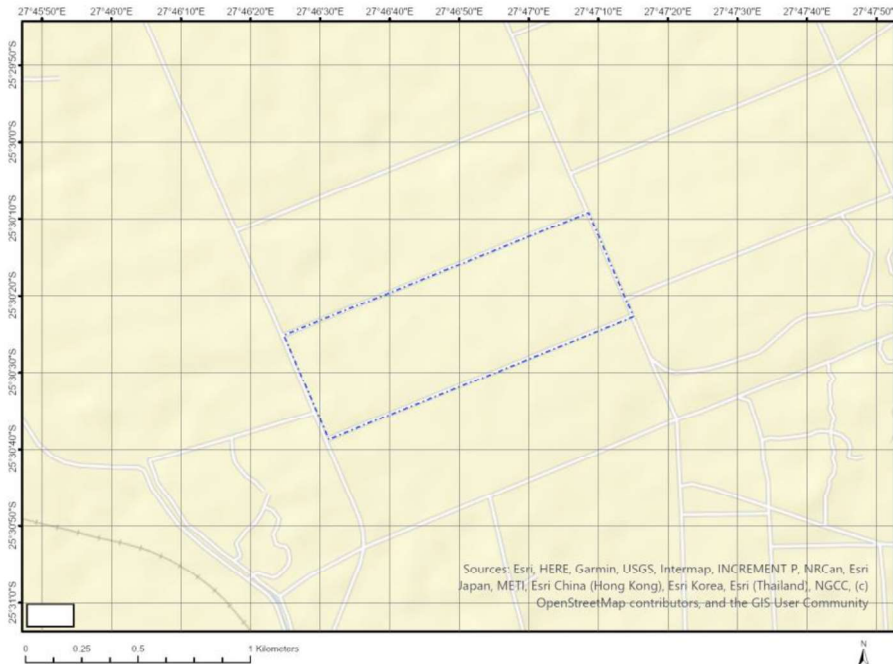 27°45'50"E 27°46'0"E 27°46'10"E 27°46'20"E 27°46'30"E 27°46'40"E 27°46'50"E 27°47'0"E 27°47'10"E 27°47'20"E 27°47'30"E 27°47'40"E 27°47'50"E
25°29'50"S
25°30'0"S
25°30'10"S
25°30'20"S
25°30'30"S
25°30'40"S
25°30'50"S
25°31'0"S
Sources: Esri, HERE, Garmin, USGS, Intermap, INCREMENT P, NRCan, Esri
Japan, METI, Esri China (Hong Kong), Esri Korea, Esri (Thailand), NGCC, (c)
OpenStreetMap contributors, and the GIS User Community
0 0.25 0.5 1 Kilometers
N